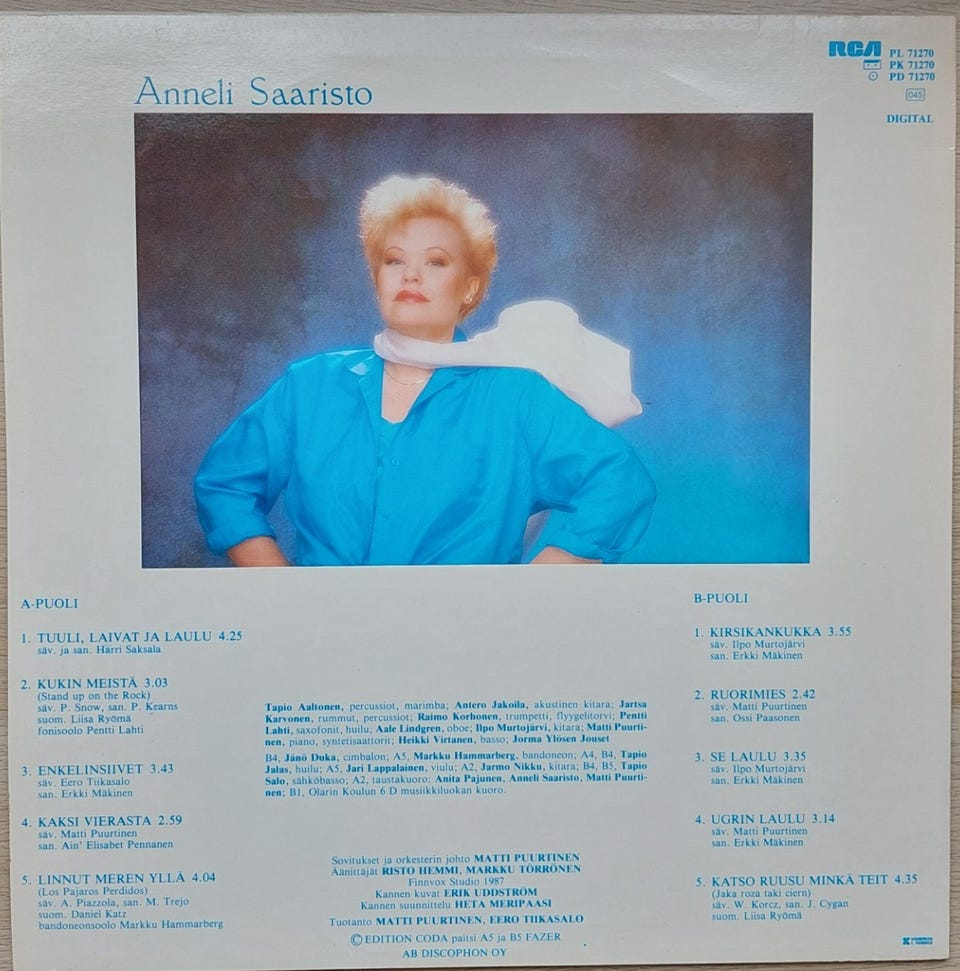 RCA PL 71270
PK 71270
PD 71270
045
DIGITAL
Anneli Saaristo
A-PUOLI
1. TUULI, LAIVAT JA LAULU 4.25
säv. ja san. Härri Saksala
2. KUKIN MEISTÄ 3.03
(Stand up on the Rock)
säv. P. Snow, san. P. Kearns
suom. Liisa Ryömä
fonisoolo Pentti Lahti
3. ENKELINSIIVET 3.43
säv. Eero Tiikasalo
san. Erkki Mäkinen
4. KAKSI VIERASTA 2.59
säv. Matti Puurtinen
san. Ain' Elisabet Pennanen
5. LINNUT MEREN YLLÄ 4.04
(Los Pajaros Perdidos)
säv. A. Piazzola, san. M. Trejo
suom. Daniel Katz
bandoneonsoolo Markku Hammarberg
Tapio Aaltonen, percussiot, marimba; Antero Jakoila, akustinen kitara; Jartsa
Karvonen, rummut, percussiot; Raimo Korhonen, trumpetti, flyygelitorvi; Pentti
Lahti, saxofonit, huilu; Aale Lindgren, oboe; Ilpo Murtojärvi, kitara; Matti Puurti-
nen, piano, syntetisaattorit; Heikki Virtanen, basso; Jorma Ylösen Jouset
B4, Jänö Duka, cimbalon; A5, Markku Hammarberg, bandoneon; A4, B4, Tapio
Jalas, huilu; A5, Jari Lappalainen, viulu; A2, Jarmo Nikku, kitara; B4, B5, Tapio
Salo, sähköbasso; A2, taustakuoro: Anita Pajunen, Anneli Saaristo, Matti Puurti-
nen; B1, Olarin Koulun 6 D musiikkiluokan kuoro.
Sovitukset ja orkesterin johto MATTI PUURTINEN
Äänittäjät RISTO HEMMI, MARKKU TÖRRÖNEN
Finnvox Studio 1987
Kannen kuvat ERIK UDDSTRÖM
Kannen suunnittelu HETA MERIPAASI
Tuotanto MATTI PUURTINEN, EERO TIIKASALO
© EDITION CODA paitsi A5 ja B5 FAZER
AB DISCOPHON OY
B-PUOLI
1. KIRSIKANKUKKA 3.55
säv. Ilpo Murtojärvi
san. Erkki Mäkinen
2. RUORIMIES 2.42
säv. Matti Puurtinen
san. Ossi Paasonen
3. SE LAULU 3.35
säv. Ilpo Murtojärvi
san. Erkki Mäkinen
4. UGRIN LAULU 3.14
säv. Matti Puurtinen
san. Erkki Mäkinen
5. KATSO RUUSU MINKÄ TEIT 4.35
(Jaka roza taki ciern)
säv. W. Korcz, san. J. Cygan
suom. Liisa Ryömä